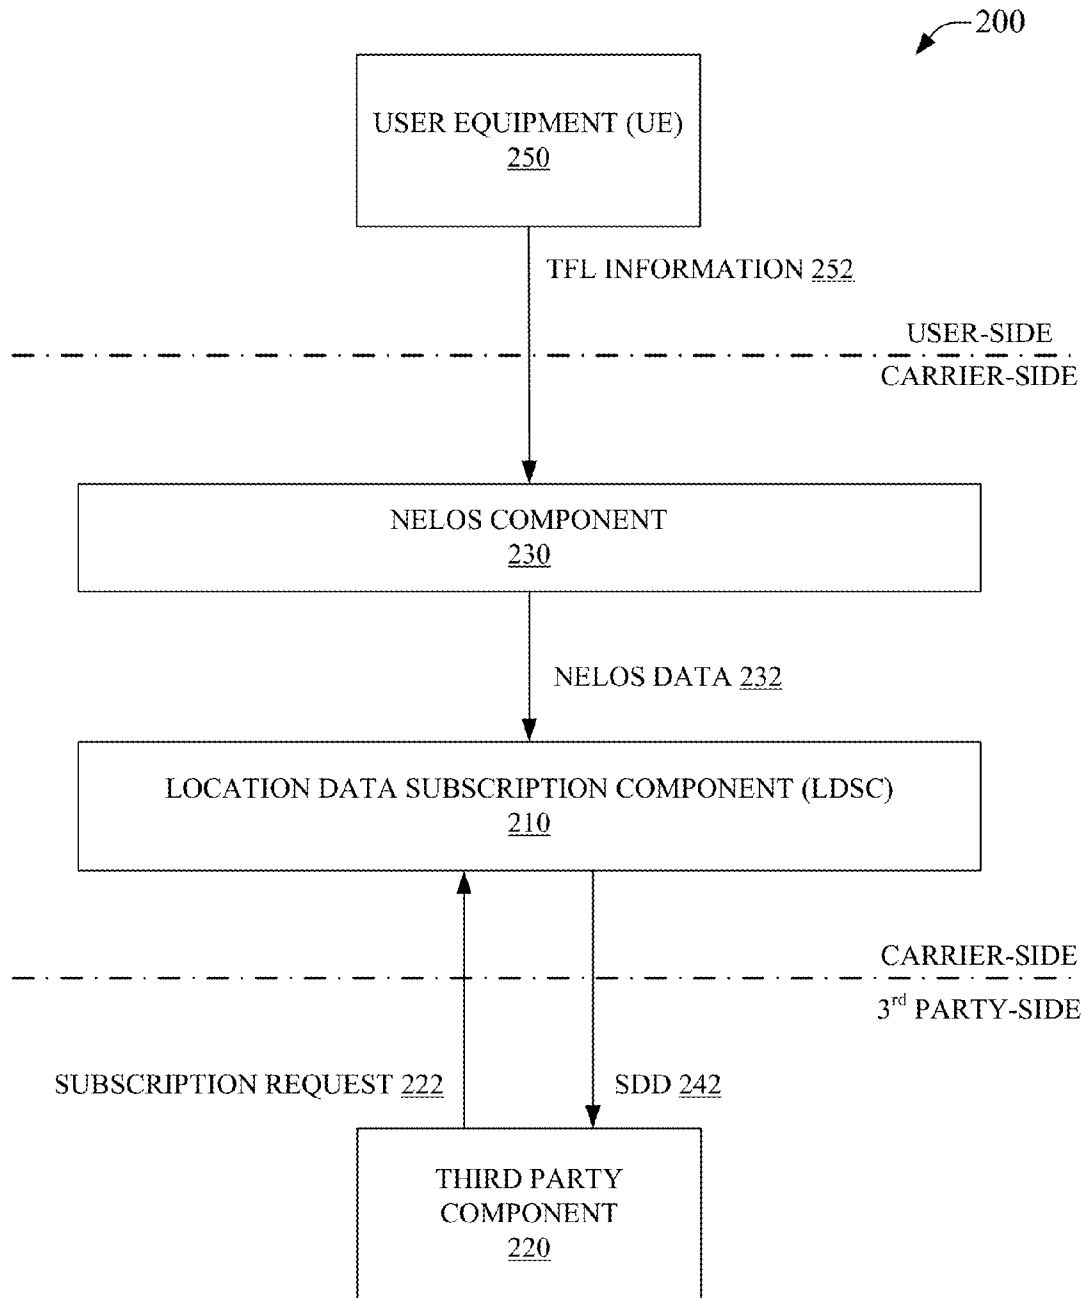 200
USER EQUIPMENT (UE)
250
TFL INFORMATION 252
USER-SIDE
CARRIER-SIDE
NELOS COMPONENT
230
NELOS DATA 232
LOCATION DATA SUBSCRIPTION COMPONENT (LDSC)
210
CARRIER-SIDE
3rd PARTY-SIDE
SUBSCRIPTION REQUEST 222
SDD 242
THIRD PARTY
COMPONENT
220